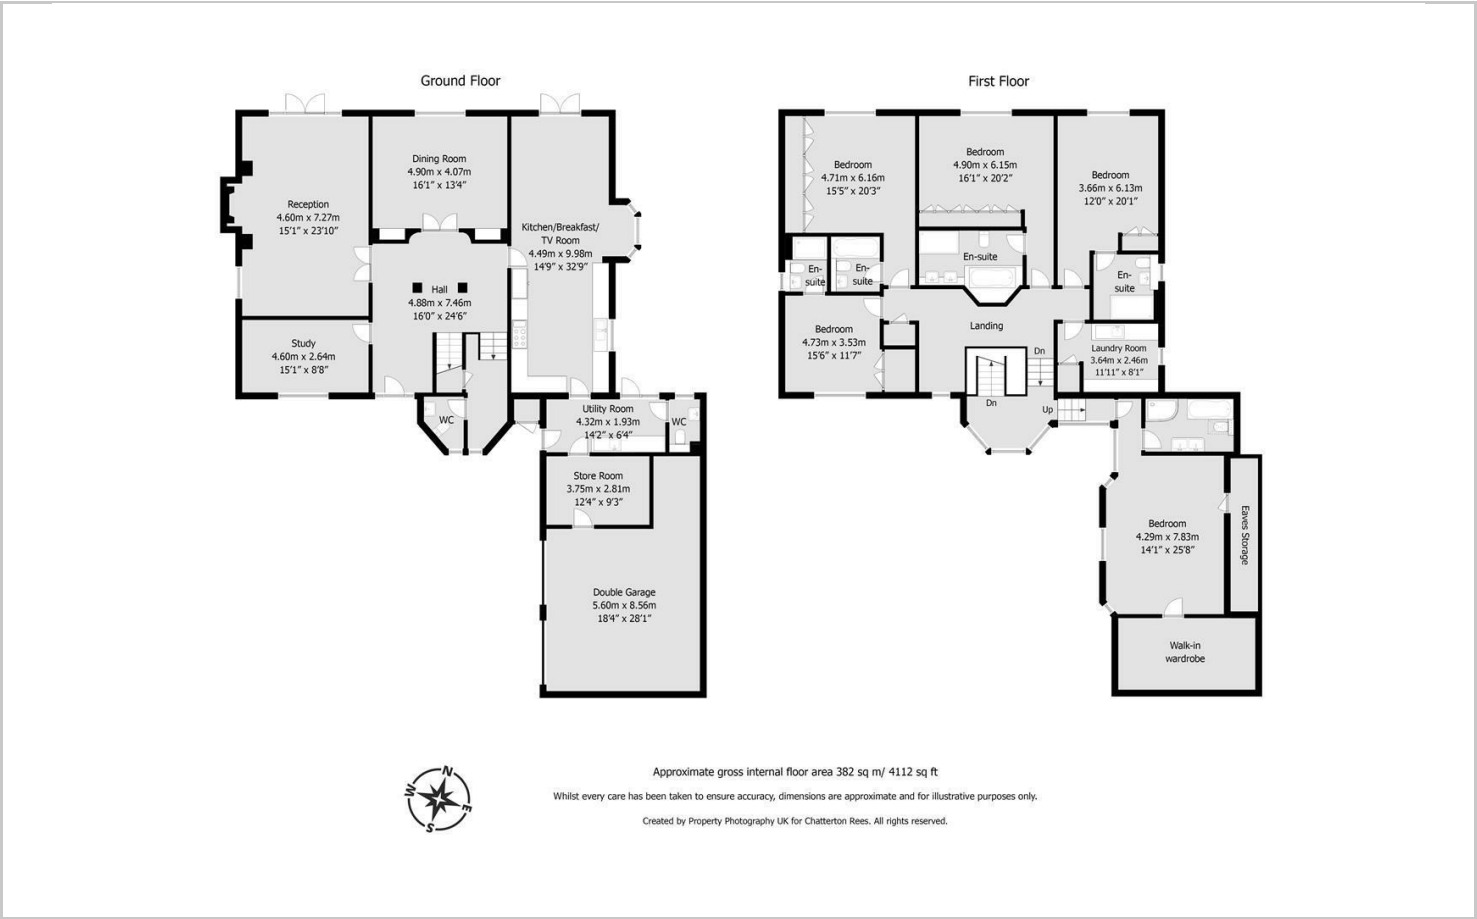 Ground Floor
First Floor
Reception
4.60m x 7.27m
15'1" x 23'10"
Dining Room
4.90m x 4.07m
16'1" x 13'4"
Kitchen/Breakfast/
TV Room
4.49m x 9.98m
14'9" x 32'9"
Hall
4.88m x 7.46m
16'0" x 24'6"
Study
4.60m x 2.64m
15'1" x 8'8"
WC
Utility Room
4.32m x 1.93m
14'2" x 6'4"
WC
Store Room
3.75m x 2.81m
12'4" x 9'3"
Double Garage
5.60m x 8.56m
18'4" x 28'1"
Bedroom
4.71m x 6.16m
15'5" x 20'3"
Bedroom
4.90m x 6.15m
16'1" x 20'2"
Bedroom
3.66m x 6.13m
12'0" x 20'1"
En-
suite
En-
suite
En-suite
En-
suite
Bedroom
4.73m x 3.53m
15'6" x 11'7"
Landing
Laundry Room
3.64m x 2.46m
11'11" x 8'1"
Dn
Dn
Up
Bedroom
4.29m x 7.83m
14'1" x 25'8"
Eaves Storage
Walk-in
wardrobe
N
W
E
S
Approximate gross internal floor area 382 sq m/ 4112 sq ft
Whilst every care has been taken to ensure accuracy, dimensions are approximate and for illustrative purposes only.
Created by Property Photography UK for Chatterton Rees. All rights reserved.